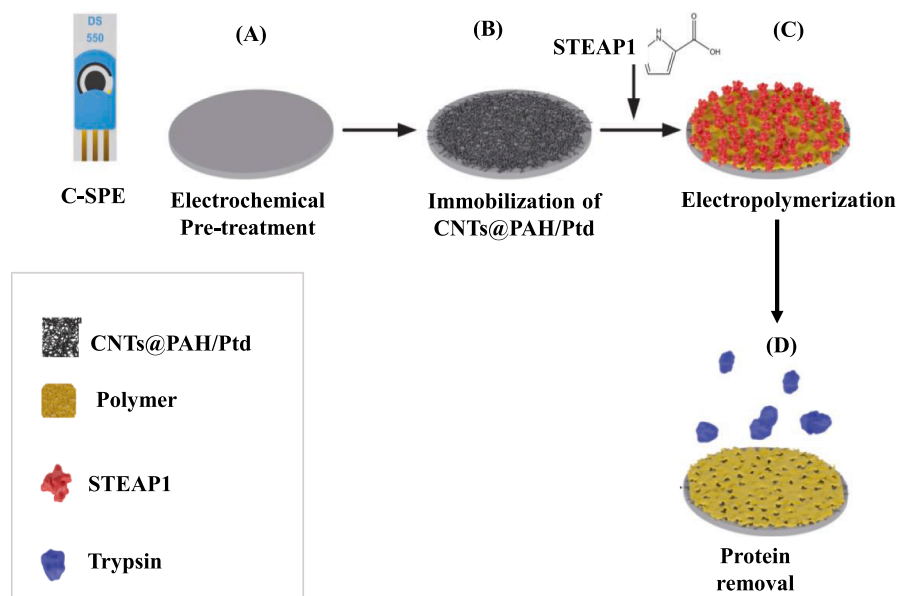 DS
550
C-SPE
(A)
Electrochemical
Pre-treatment
(B)
Immobilization of
CNTs@PAH/Ptd
STEAP1
H
N
O
OH
(C)
Electropolymerization
(D)
Protein
removal
CNTs@PAH/Ptd
Polymer
STEAP1
Trypsin